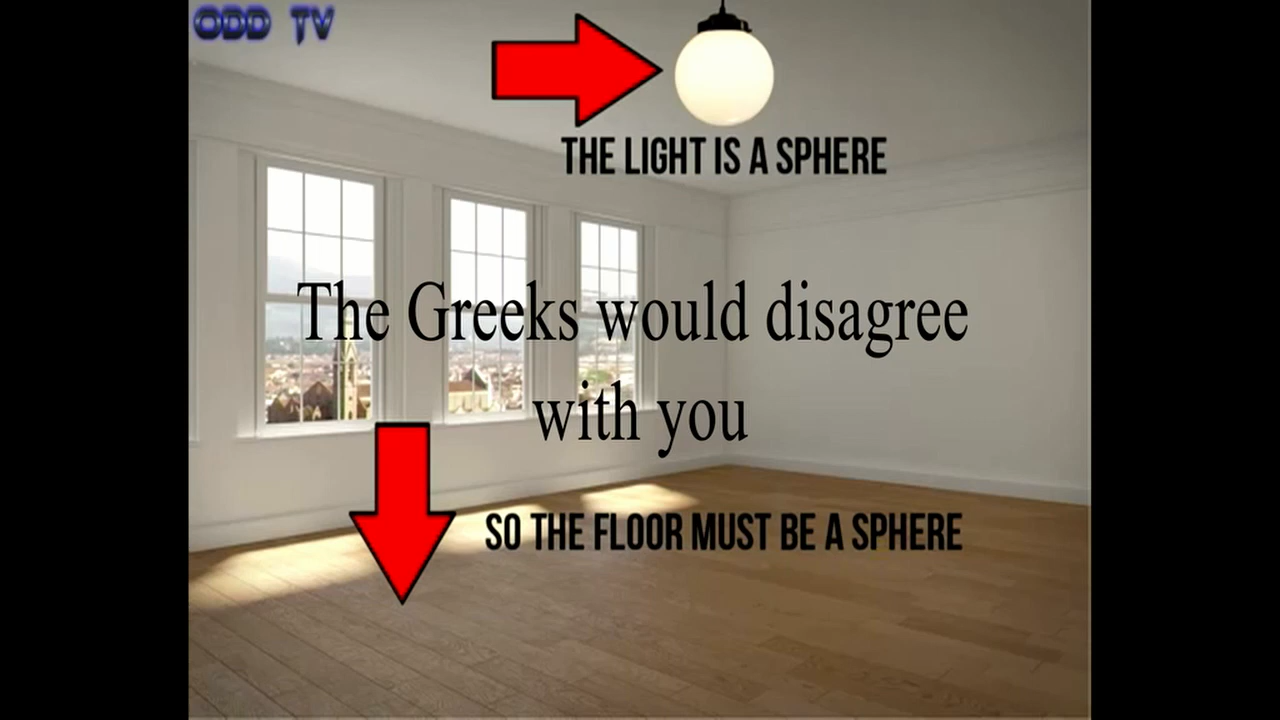 ODD TV
THE LIGHT IS A SPHERE
The Greeks would disagree
with you
SO THE FLOOR MUST BE A SPHERE